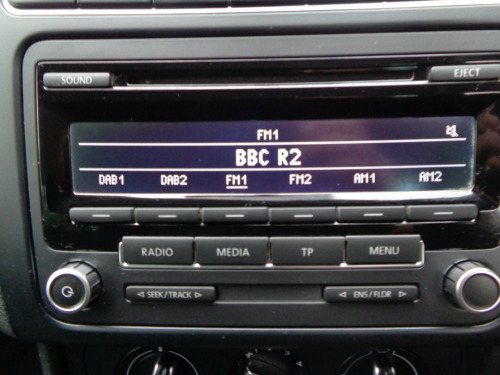 SOUND EJECT
FM1
BBC R2
DAB1 DAB2 FM1 FM2 AM1 AM2
RADIO MEDIA TP MENU
SEEK/TRACK ENS/FLDR